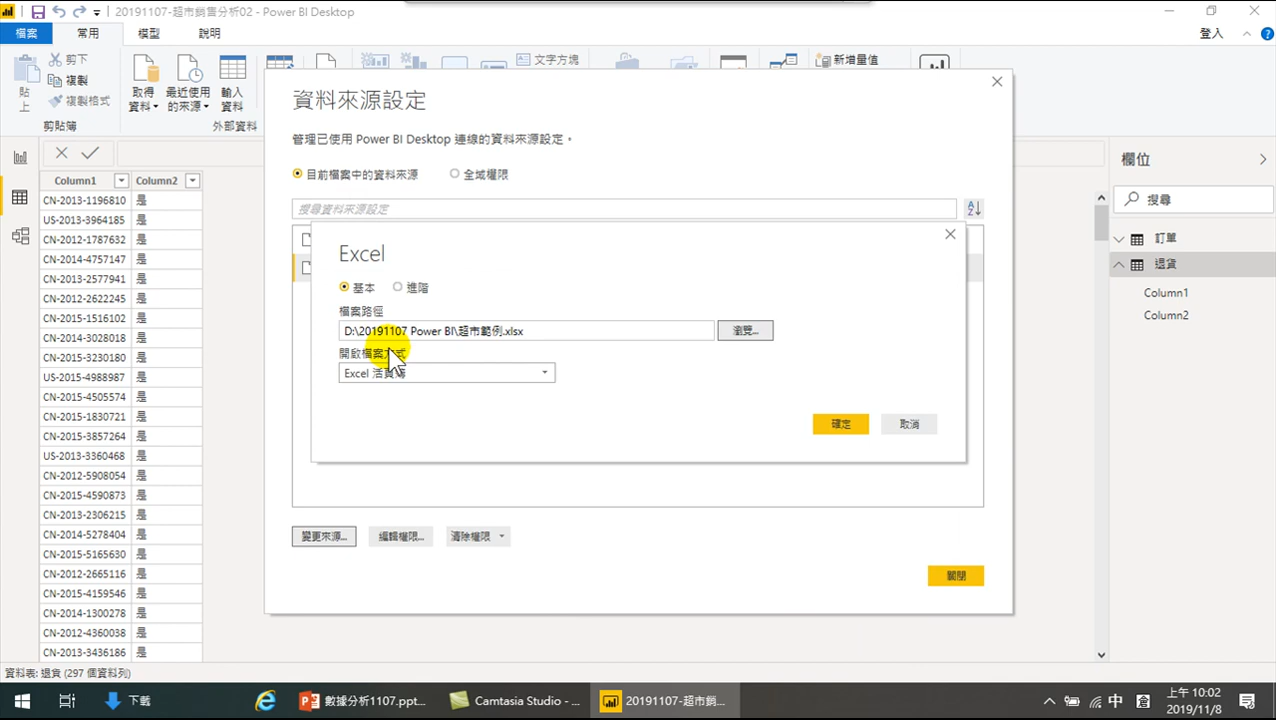 20191107-超市銷售分析02 - Power BI Desktop
檔案 常用 模型 說明 登入
剪下
複製
複製格式
貼上
剪貼簿
取得資料
最近使用的來源
輸入資料
外部資料
文字方塊
新增量值
資料來源設定
管理已使用 Power BI Desktop 連線的資料來源設定。
目前檔案中的資料來源 全域權限
搜尋資料來源設定
Excel
基本 進階
檔案路徑
D:\20191107 Power BI\超市範例.xlsx 瀏覽...
開啟檔案方式
Excel 活頁簿
確定 取消
變更來源... 編輯權限... 清除權限
關閉
Column1 Column2
CN-2013-1196810 是
US-2013-3964185 是
CN-2012-1787632 是
CN-2014-4757147 是
CN-2013-2577941 是
CN-2012-2622245 是
CN-2015-1516102 是
CN-2014-3028018 是
CN-2015-3230180 是
US-2015-4988987 是
CN-2014-4505574 是
CN-2015-1830721 是
CN-2015-3857264 是
US-2013-3360468 是
CN-2012-5908054 是
CN-2015-4590873 是
CN-2013-2306215 是
CN-2014-5278404 是
CN-2015-5165630 是
CN-2012-2665116 是
CN-2015-4159546 是
CN-2014-1300278 是
CN-2012-4360038 是
CN-2013-3436186 是
欄位
搜尋
訂單
退貨
Column1
Column2
資料表: 退貨 (297 個資料列)
下載
數據分析1107.ppt...
Camtasia Studio - ...
20191107-超市銷...
中
上午 10:02
2019/11/8